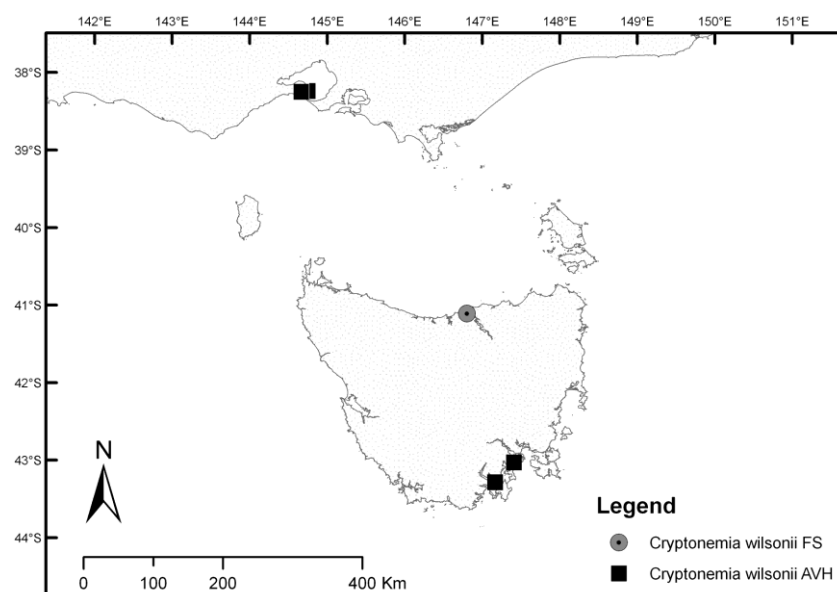 142°E 143°E 144°E 145°E 146°E 147°E 148°E 149°E 150°E 151°E
38°S
39°S
40°S
41°S
42°S
43°S
44°S
N
0 100 200 400 Km
Legend
Cryptonemia wilsonii FS
Cryptonemia wilsonii AVH